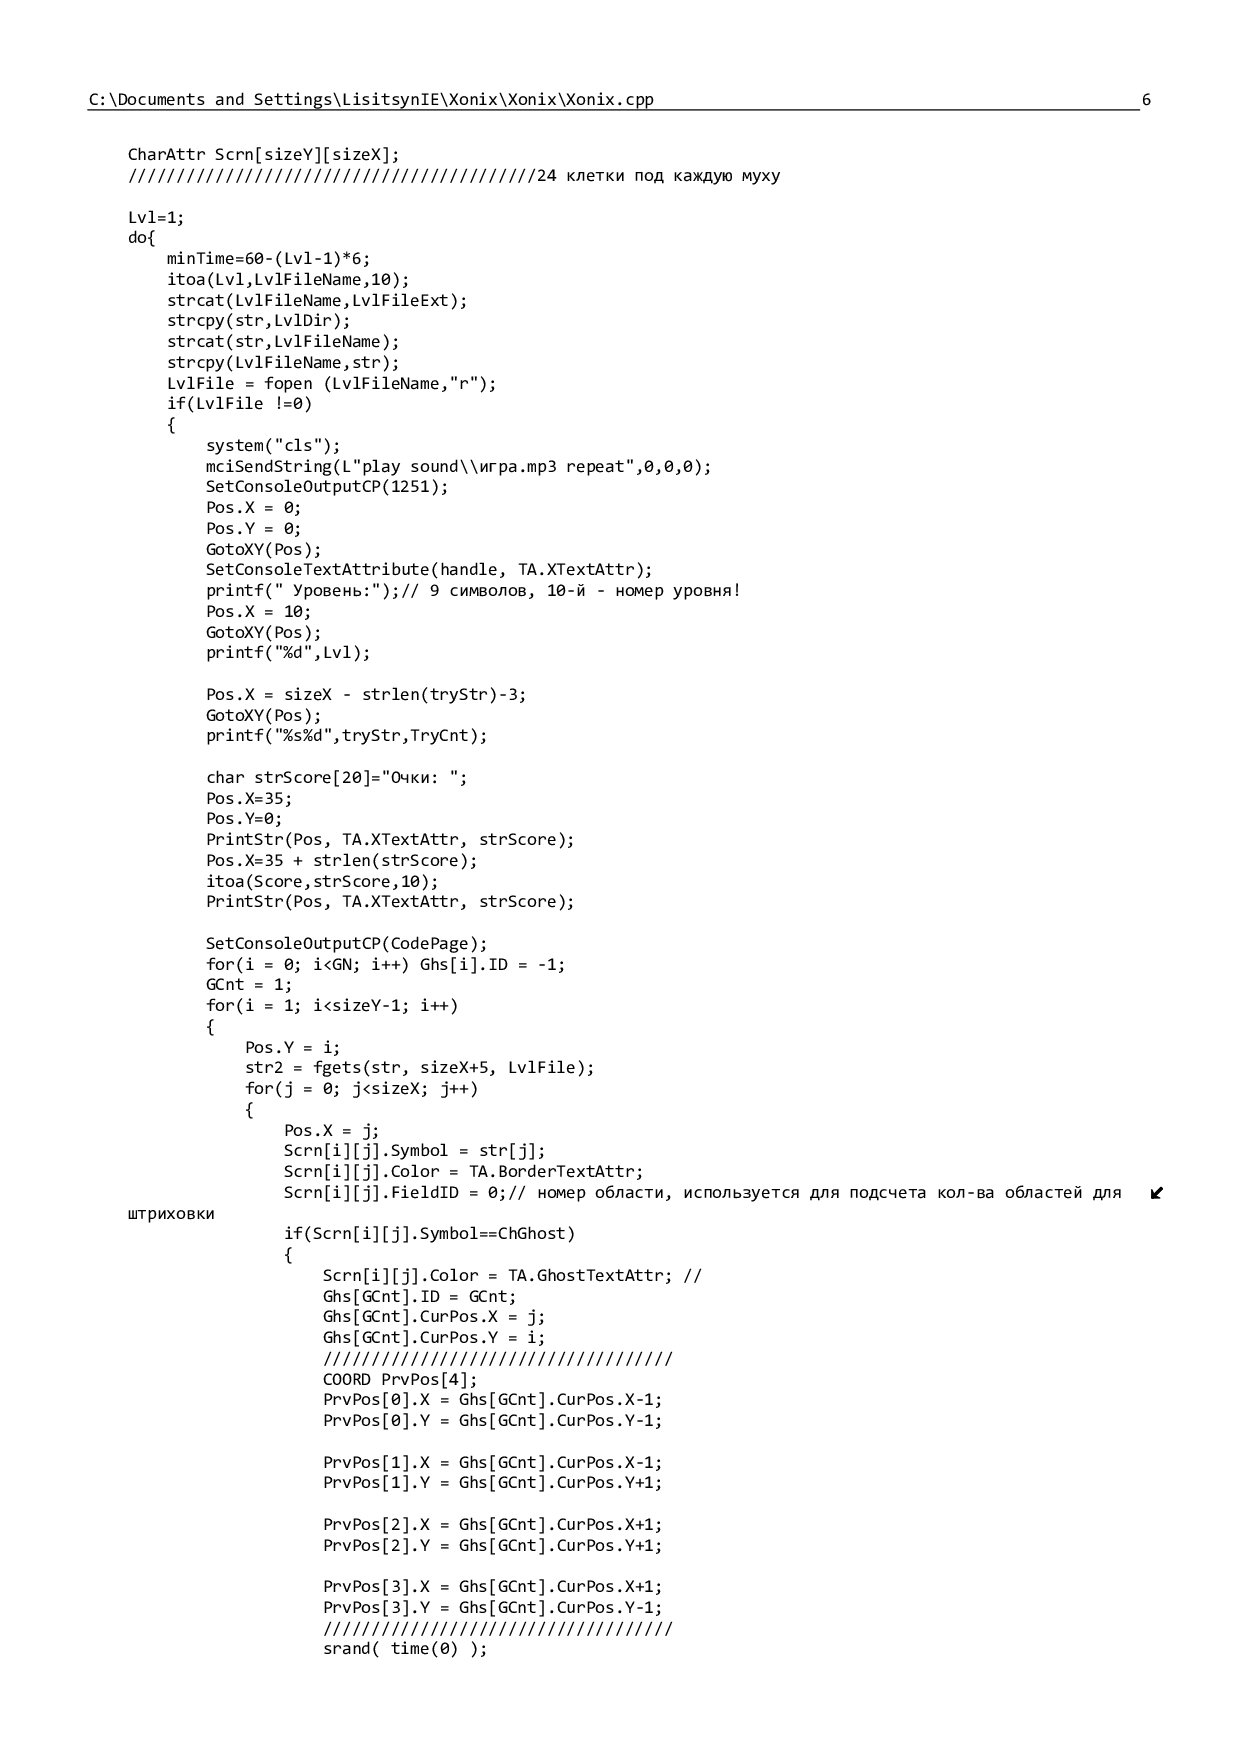 C:\Documents and Settings\LisitsynIE\Xonix\Xonix\Xonix.cpp 6
CharAttr Scrn[sizeY][sizeX];
//////////////////////////////////////////24 клетки под каждую муху
Lvl=1;
do{
    minTime=60-(Lvl-1)*6;
    itoa(Lvl,LvlFileName,10);
    strcat(LvlFileName,LvlFileExt);
    strcpy(str,LvlDir);
    strcat(str,LvlFileName);
    strcpy(LvlFileName,str);
    LvlFile = fopen (LvlFileName,"r");
    if(LvlFile !=0)
    {
        system("cls");
        mciSendString(L"play sound\\игра.mp3 repeat",0,0,0);
        SetConsoleOutputCP(1251);
        Pos.X = 0;
        Pos.Y = 0;
        GotoXY(Pos);
        SetConsoleTextAttribute(handle, TA.XTextAttr);
        printf(" Уровень:");// 9 символов, 10-й - номер уровня!
        Pos.X = 10;
        GotoXY(Pos);
        printf("%d",Lvl);
        Pos.X = sizeX - strlen(tryStr)-3;
        GotoXY(Pos);
        printf("%s%d",tryStr,TryCnt);
        char strScore[20]="Очки: ";
        Pos.X=35;
        Pos.Y=0;
        PrintStr(Pos, TA.XTextAttr, strScore);
        Pos.X=35 + strlen(strScore);
        itoa(Score,strScore,10);
        PrintStr(Pos, TA.XTextAttr, strScore);
        SetConsoleOutputCP(CodePage);
        for(i = 0; i<GN; i++) Ghs[i].ID = -1;
        GCnt = 1;
        for(i = 1; i<sizeY-1; i++)
        {
            Pos.Y = i;
            str2 = fgets(str, sizeX+5, LvlFile);
            for(j = 0; j<sizeX; j++)
            {
                Pos.X = j;
                Scrn[i][j].Symbol = str[j];
                Scrn[i][j].Color = TA.BorderTextAttr;
                Scrn[i][j].FieldID = 0;// номер области, используется для подсчета кол-ва областей для
штриховки
                if(Scrn[i][j].Symbol==ChGhost)
                {
                    Scrn[i][j].Color = TA.GhostTextAttr; //
                    Ghs[GCnt].ID = GCnt;
                    Ghs[GCnt].CurPos.X = j;
                    Ghs[GCnt].CurPos.Y = i;
                    ////////////////////////////////////
                    COORD PrvPos[4];
                    PrvPos[0].X = Ghs[GCnt].CurPos.X-1;
                    PrvPos[0].Y = Ghs[GCnt].CurPos.Y-1;
                    PrvPos[1].X = Ghs[GCnt].CurPos.X-1;
                    PrvPos[1].Y = Ghs[GCnt].CurPos.Y+1;
                    PrvPos[2].X = Ghs[GCnt].CurPos.X+1;
                    PrvPos[2].Y = Ghs[GCnt].CurPos.Y+1;
                    PrvPos[3].X = Ghs[GCnt].CurPos.X+1;
                    PrvPos[3].Y = Ghs[GCnt].CurPos.Y-1;
                    ////////////////////////////////////
                    srand( time(0) );